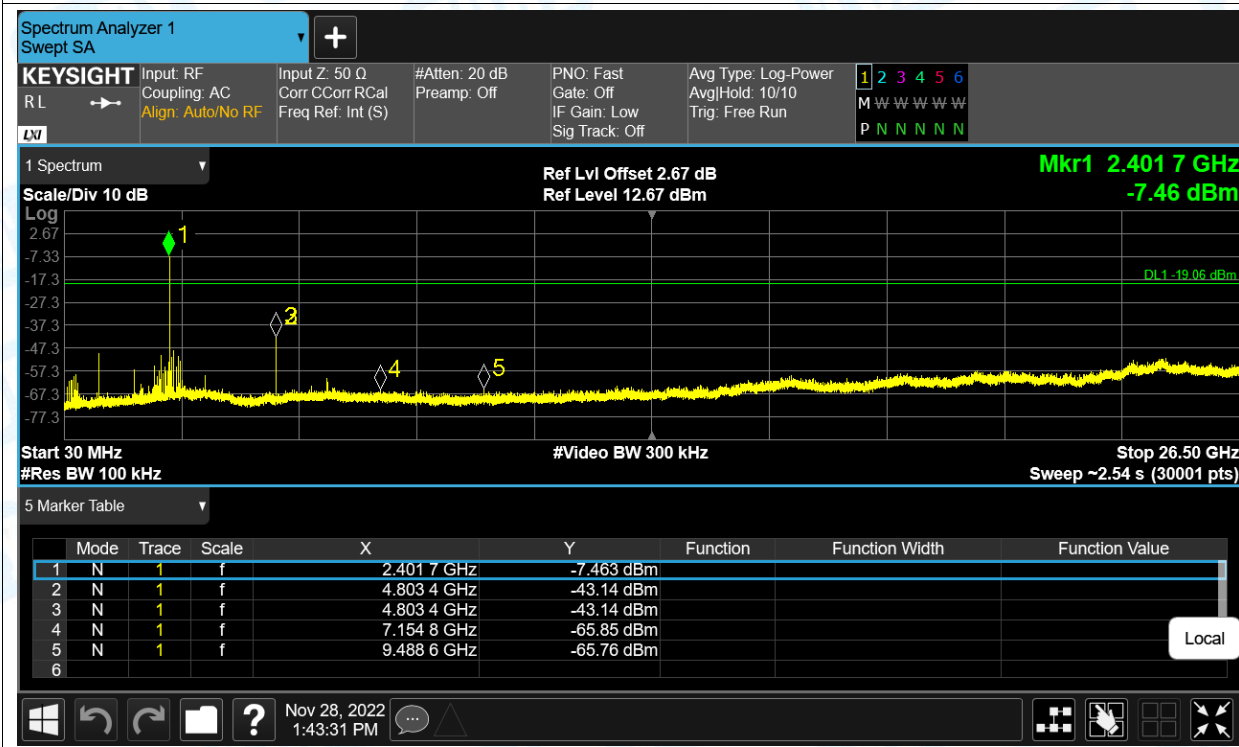 Spectrum Analyzer 1
Swept SA
+
KEYSIGHT
R L
LXI
Input: RF
Coupling: AC
Align: Auto/No RF
Input Z: 50 Ω
Corr CCorr RCal
Freq Ref: Int (S)
#Atten: 20 dB
Preamp: Off
PNO: Fast
Gate: Off
IF Gain: Low
Sig Track: Off
Avg Type: Log-Power
Avg|Hold: 10/10
Trig: Free Run
1 2 3 4 5 6
M W W W W W W
P N N N N N N
1 Spectrum
Scale/Div 10 dB
Ref Lvl Offset 2.67 dB
Ref Level 12.67 dBm
Mkr1 2.401 7 GHz
-7.46 dBm
Log
2.67
-7.33
-17.3
-27.3
-37.3
-47.3
-57.3
-67.3
-77.3
1
4
5
DL1 -19.06 dBm
Start 30 MHz
#Res BW 100 kHz
#Video BW 300 kHz
Stop 26.50 GHz
Sweep ~2.54 s (30001 pts)
5 Marker Table
Mode Trace Scale X Y Function Function Width Function Value
1 N 1 f 2.401 7 GHz -7.463 dBm
2 N 1 f 4.803 4 GHz -43.14 dBm
3 N 1 f 4.803 4 GHz -43.14 dBm
4 N 1 f 7.154 8 GHz -65.85 dBm
5 N 1 f 9.488 6 GHz -65.76 dBm
6
Local
?
Nov 28, 2022
1:43:31 PM